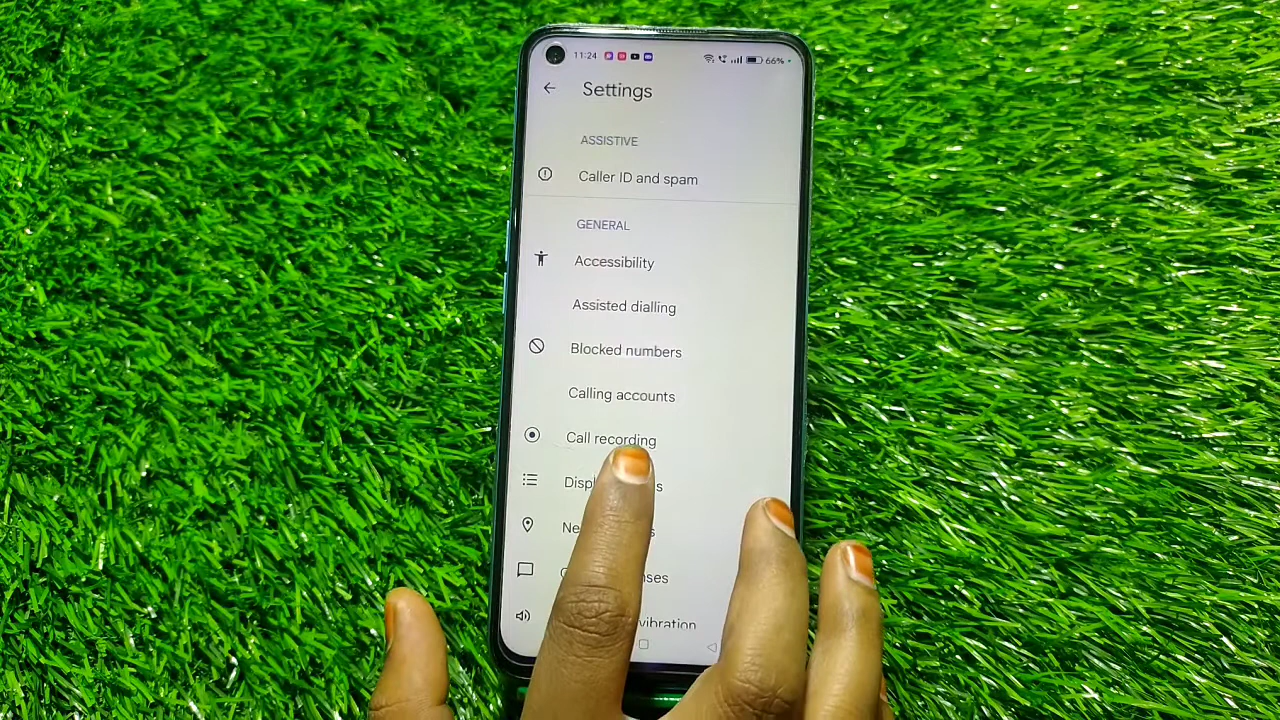 11:24 66%
Settings
ASSISTIVE
Caller ID and spam
GENERAL
Accessibility
Assisted dialling
Blocked numbers
Calling accounts
Call recording
vibration